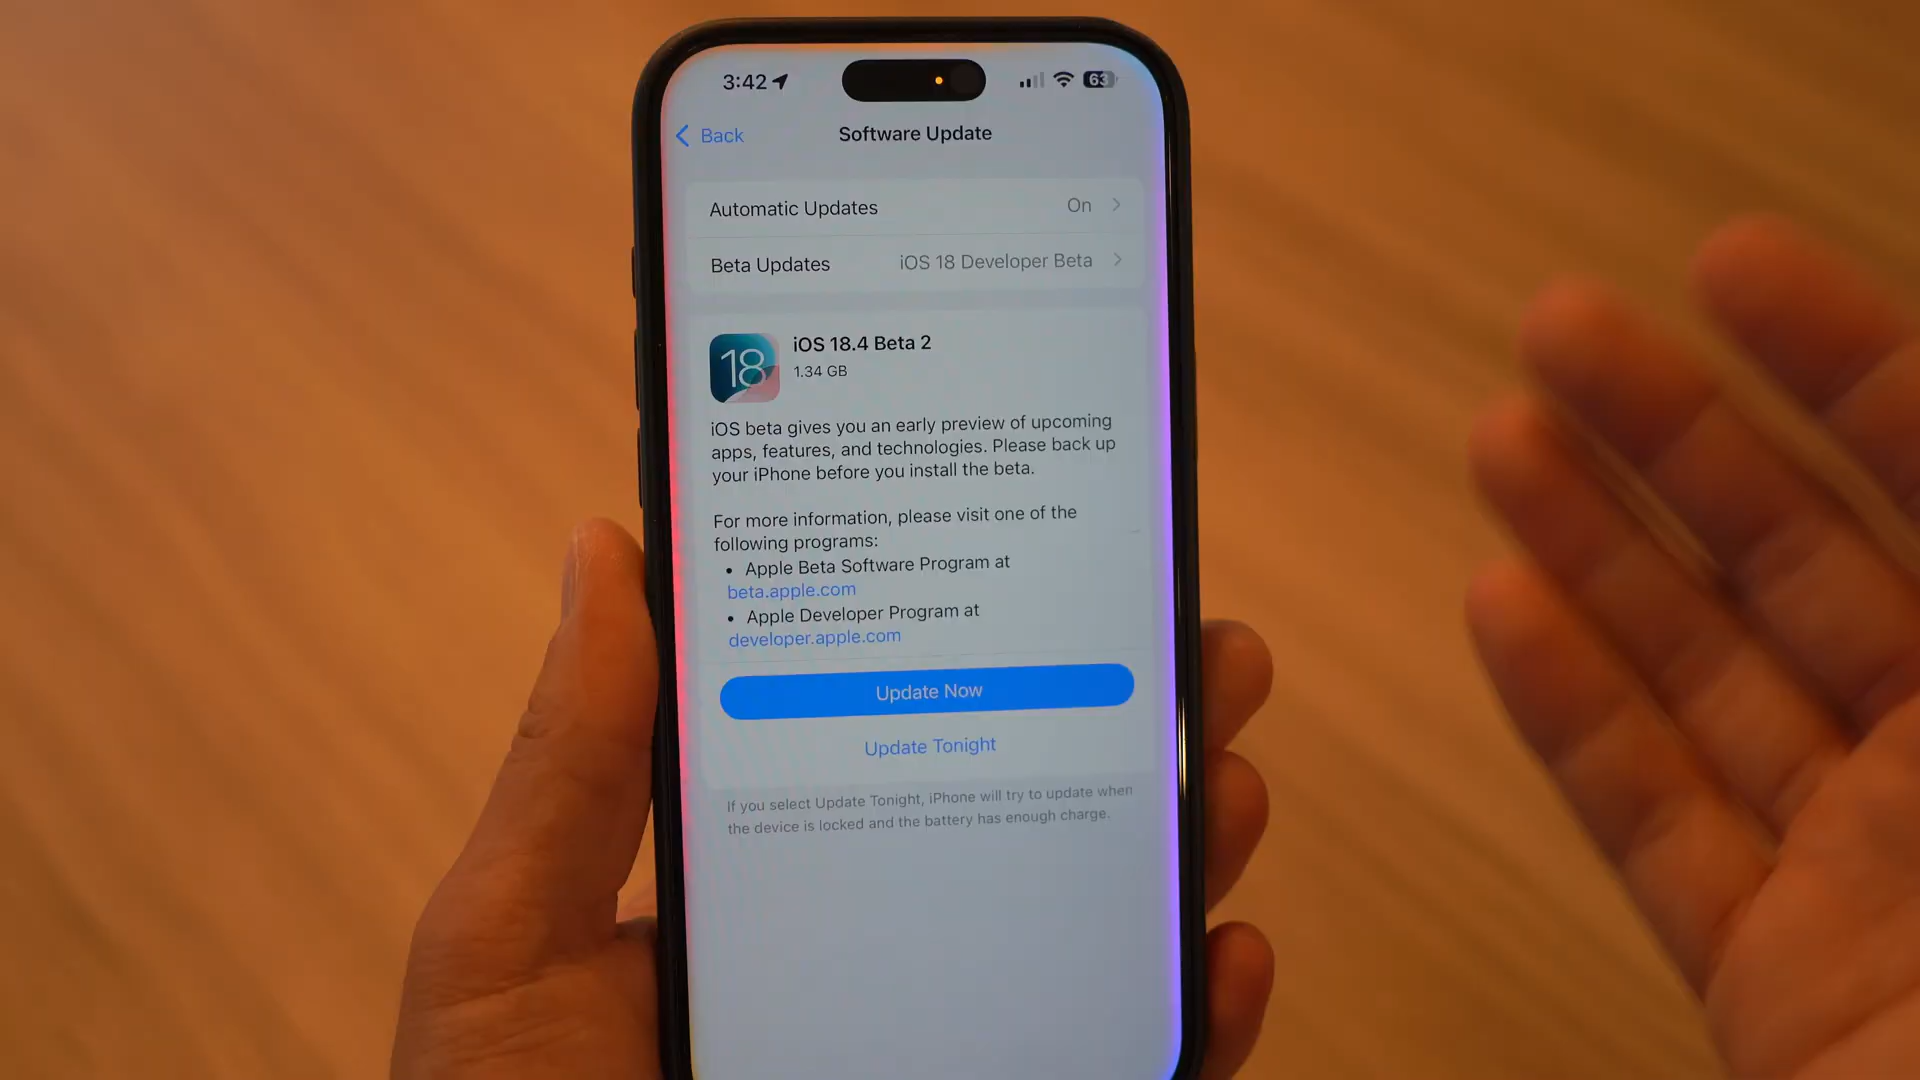 3:42
63
Back
Software Update
Automatic Updates On
Beta Updates iOS 18 Developer Beta
18
iOS 18.4 Beta 2
1.34 GB
iOS beta gives you an early preview of upcoming
apps, features, and technologies. Please back up
your iPhone before you install the beta.
For more information, please visit one of the
following programs:
• Apple Beta Software Program at
beta.apple.com
• Apple Developer Program at
developer.apple.com
Update Now
Update Tonight
If you select Update Tonight, iPhone will try to update when
the device is locked and the battery has enough charge.